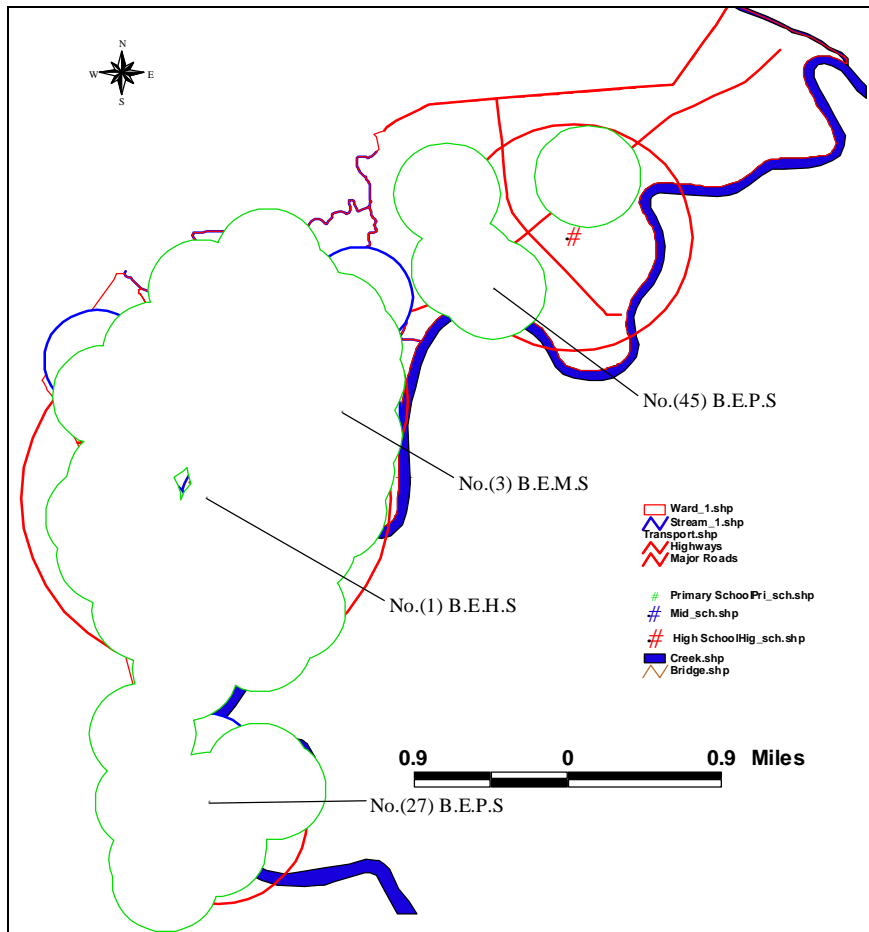 N
W E
S
No.(45) B.E.P.S
No.(3) B.E.M.S
Ward_1.shp
Stream_1.shp
Transport.shp
Highways
Major Roads
Primary SchoolPri_sch.shp
Mid_sch.shp
High SchoolHig_sch.shp
Creek.shp
Bridge.shp
No.(1) B.E.H.S
0.9 0 0.9 Miles
No.(27) B.E.P.S